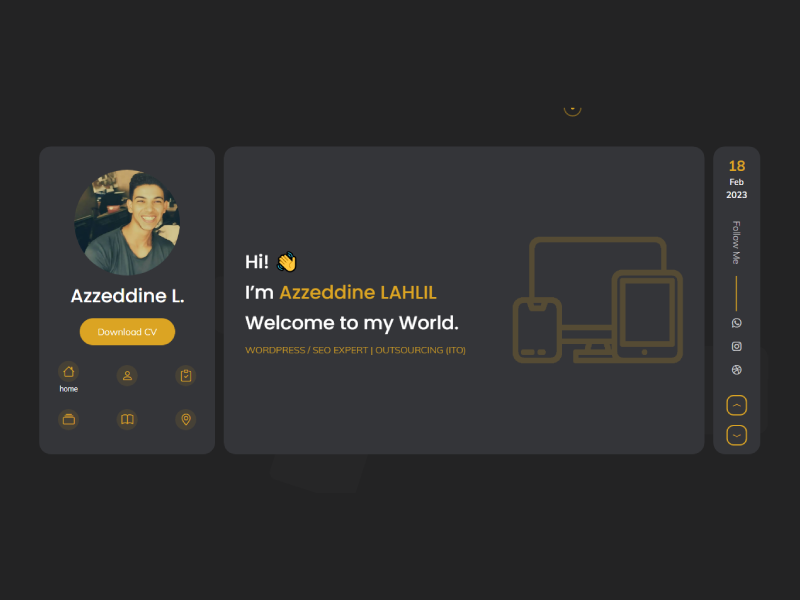 Azzeddine L.
Download CV
home
Hi! 👋
I'm Azzeddine LAHLIL
Welcome to my World.
WORDPRESS / SEO EXPERT | OUTSOURCING (ITO)
18
Feb
2023
Follow Me